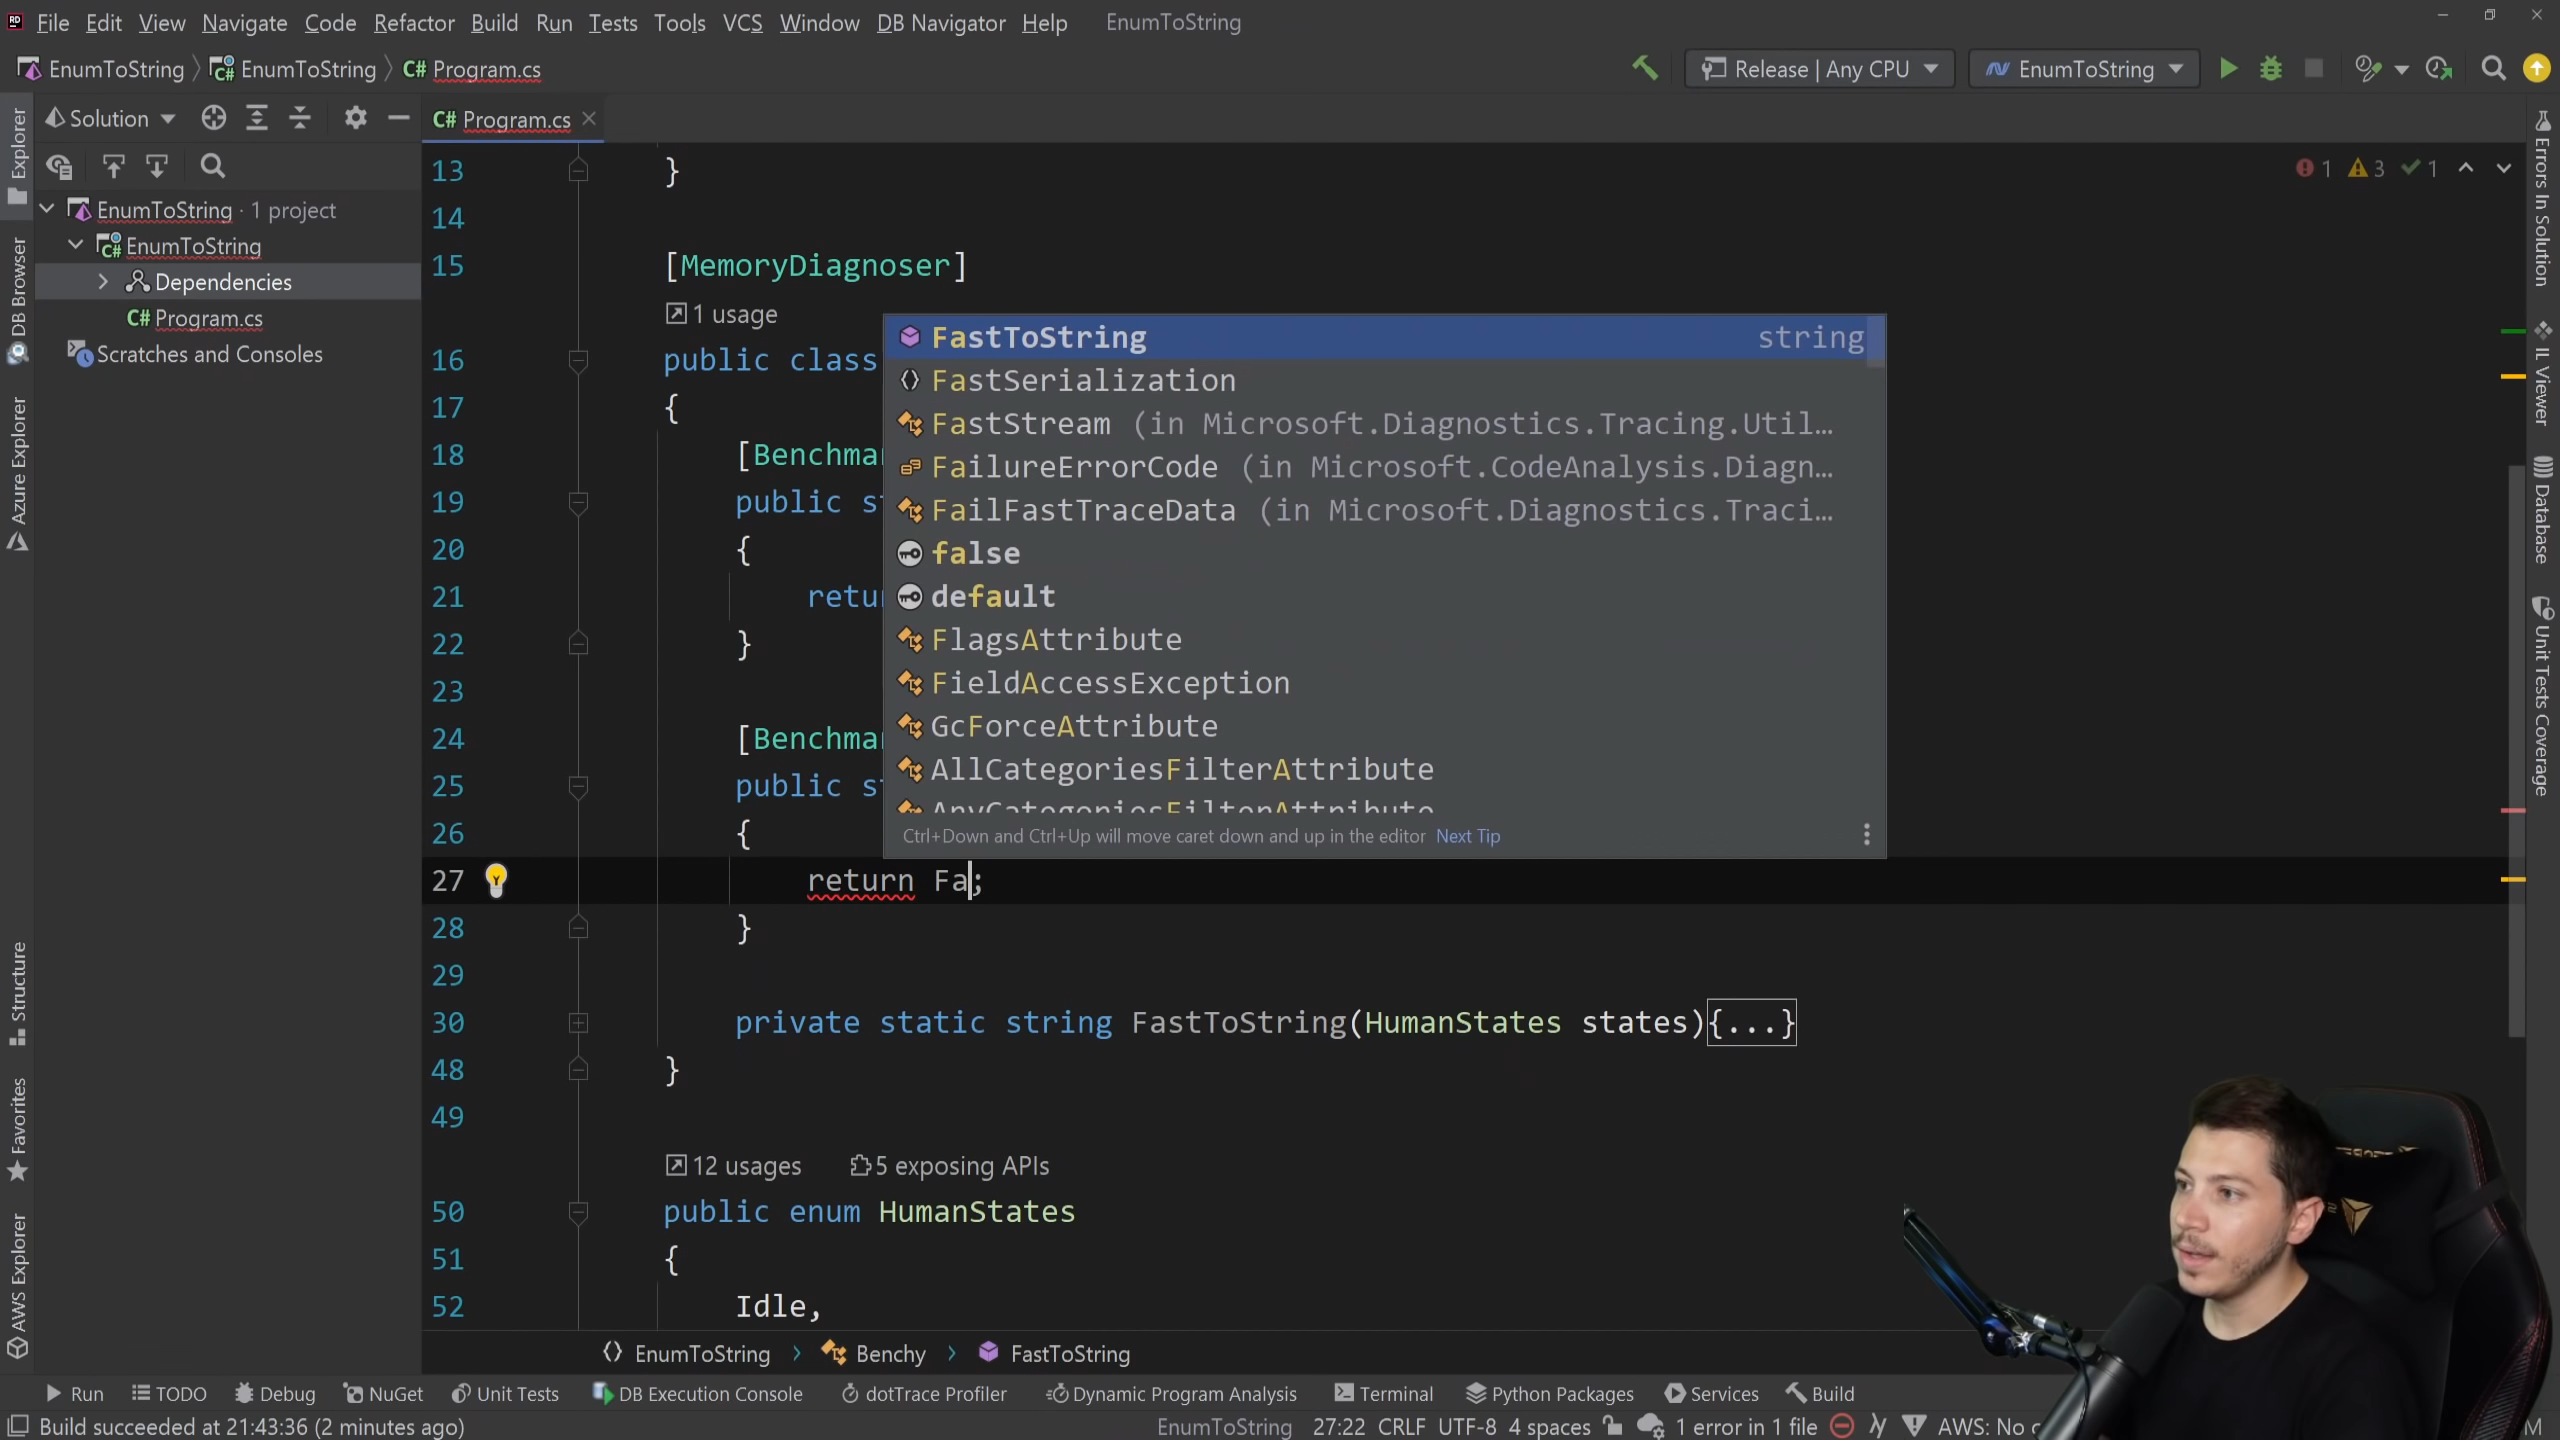 File Edit View Navigate Code Refactor Build Run Tests Tools VCS Window DB Navigator Help EnumToString
EnumToString EnumToString C# Program.cs Release | Any CPU EnumToString
Solution C# Program.cs
EnumToString · 1 project
EnumToString
Dependencies
C# Program.cs
Scratches and Consoles
Explorer
DB Browser
Azure Explorer
Structure
Favorites
AWS Explorer
1 3 1
13 }
14
15 [MemoryDiagnoser]
1 usage
16 public class
17 {
18 [Benchmar
19 public st
20 {
21 retur
22 }
23
24 [Benchmar
25 public st
26 {
27 return Fa;
28 }
29
30 private static string FastToString(HumanStates states){...}
48 }
49
12 usages 5 exposing APIs
50 public enum HumanStates
51 {
52 Idle,
FastToString string
FastSerialization
FastStream (in Microsoft.Diagnostics.Tracing.Util…
FailureErrorCode (in Microsoft.CodeAnalysis.Diagn…
FailFastTraceData (in Microsoft.Diagnostics.Traci…
false
default
FlagsAttribute
FieldAccessException
GcForceAttribute
AllCategoriesFilterAttribute
AnyCategoriesFilterAttribute
Ctrl+Down and Ctrl+Up will move caret down and up in the editor Next Tip
Errors In Solution
IL Viewer
Database
Unit Tests Coverage
EnumToString Benchy FastToString
Run TODO Debug NuGet Unit Tests DB Execution Console dotTrace Profiler Dynamic Program Analysis Terminal Python Packages Services Build
Build succeeded at 21:43:36 (2 minutes ago) EnumToString 27:22 CRLF UTF-8 4 spaces 1 error in 1 file AWS: No c